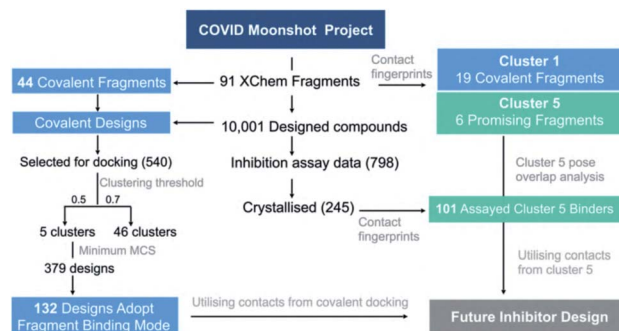 COVID Moonshot Project
44 Covalent Fragments
91 XChem Fragments
Contact
fingerprints
Cluster 1
19 Covalent Fragments
Cluster 5
6 Promising Fragments
Covalent Designs
10,001 Designed compounds
Selected for docking (540)
Inhibition assay data (798)
Cluster 5 pose
overlap analysis
Clustering threshold
0.5
0.7
Crystallised (245)
Contact
fingerprints
101 Assayed Cluster 5 Binders
5 clusters
46 clusters
Minimum MCS
379 designs
Utilising contacts
from cluster 5
132 Designs Adopt
Fragment Binding Mode
Utilising contacts from covalent docking
Future Inhibitor Design